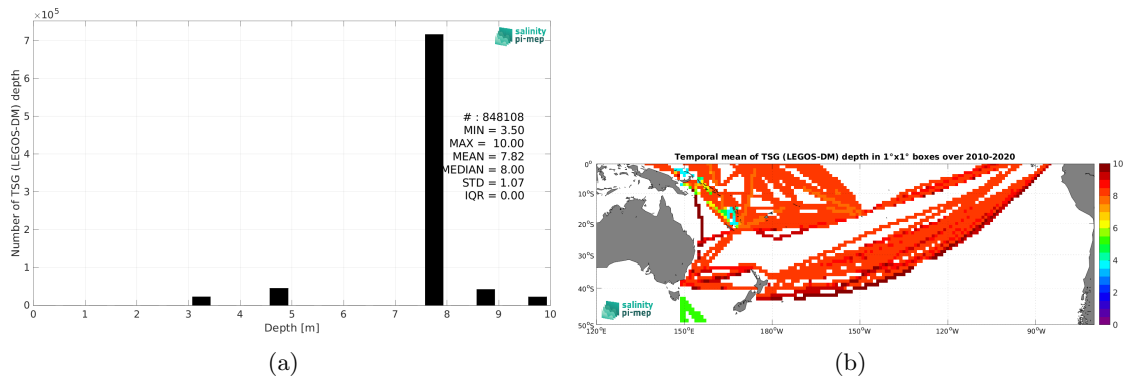 ×10⁵
7
6
5
4
3
2
1
0
Number of TSG (LEGOS-DM) depth
0 1 2 3 4 5 6 7 8 9 10
Depth [m]
salinity
pi-mep
# : 848108
MIN = 3.50
MAX = 10.00
MEAN = 7.82
MEDIAN = 8.00
STD = 1.07
IQR = 0.00
(a)
Temporal mean of TSG (LEGOS-DM) depth in 1°x1° boxes over 2010-2020
0°
10°S
20°S
30°S
40°S
50°S
120°E 150°E 180°W 150°W 120°W 90°W
salinity
pi-mep
10
8
6
4
2
0
(b)